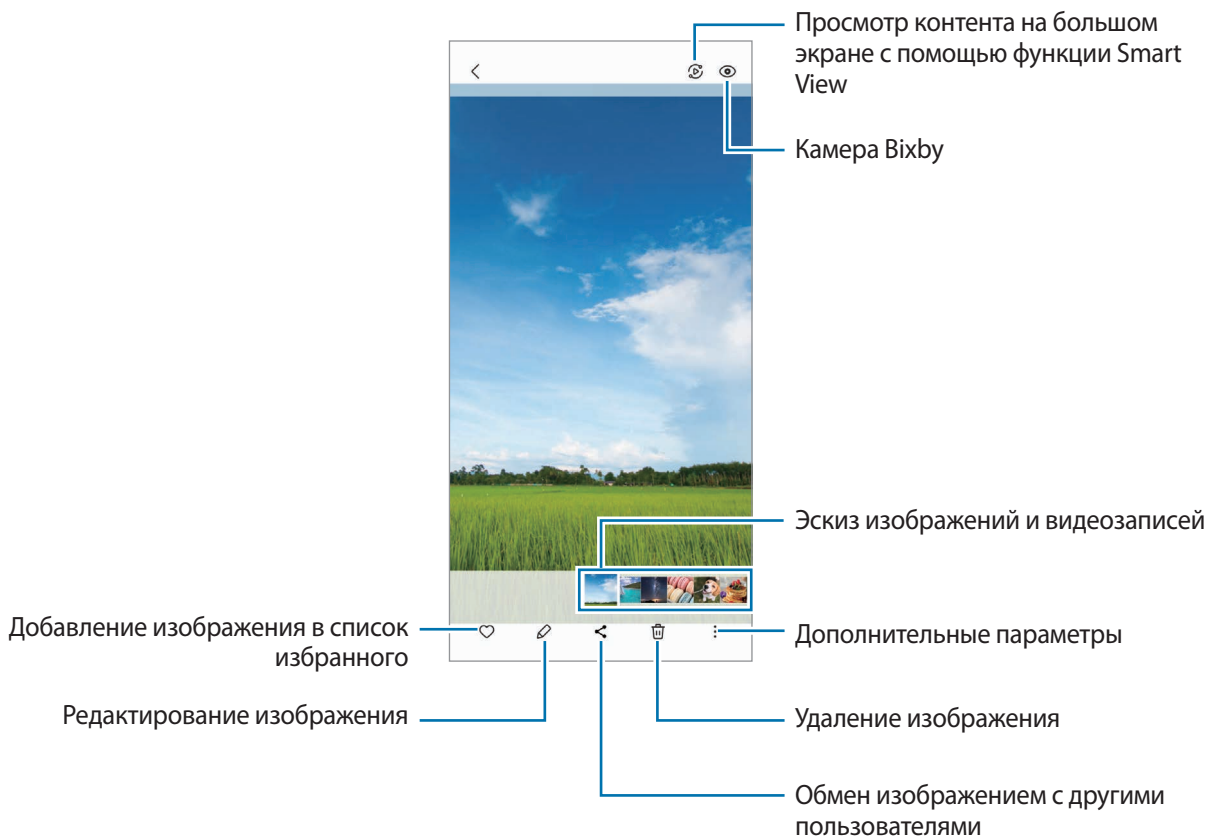 Просмотр контента на большом
экране с помощью функции Smart
View
Камера Bixby
Эскиз изображений и видеозаписей
Добавление изображения в список
избранного
Дополнительные параметры
Редактирование изображения
Удаление изображения
Обмен изображением с другими
пользователями